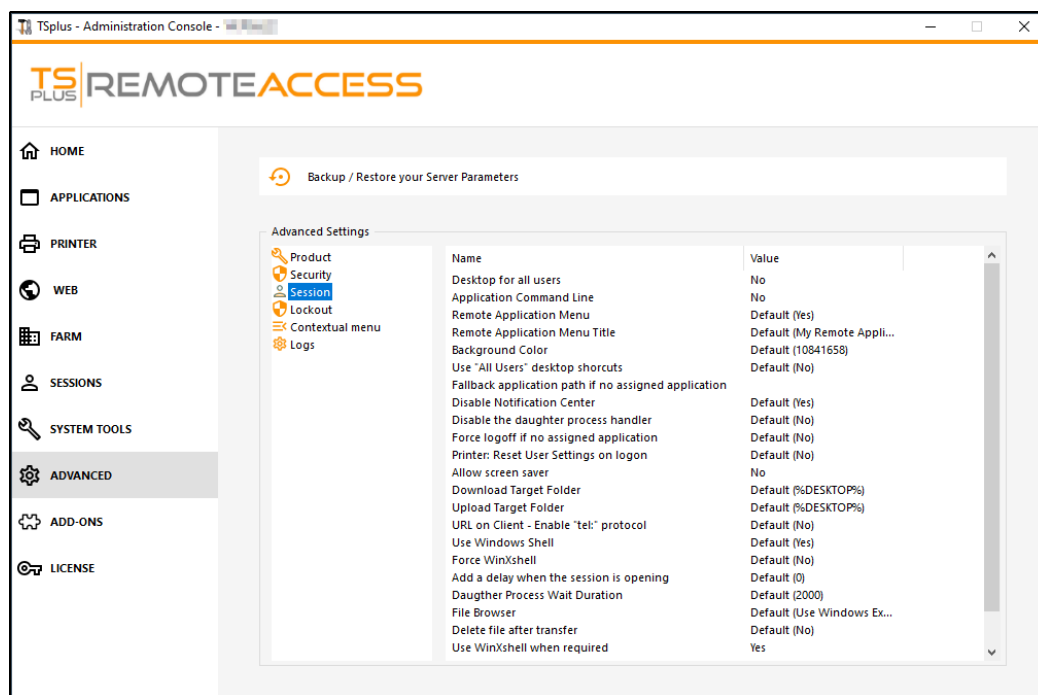 TSplus - Administration Console -
TS PLUS REMOTEACCESS
HOME
APPLICATIONS
PRINTER
WEB
FARM
SESSIONS
SYSTEM TOOLS
ADVANCED
ADD-ONS
LICENSE
Backup / Restore your Server Parameters
Advanced Settings
Product
Security
Session
Lockout
Contextual menu
Logs
Name Value
Desktop for all users No
Application Command Line No
Remote Application Menu Default (Yes)
Remote Application Menu Title Default (My Remote Appli...
Background Color Default (10841658)
Use "All Users" desktop shorcuts Default (No)
Fallback application path if no assigned application
Disable Notification Center Default (Yes)
Disable the daughter process handler Default (No)
Force logoff if no assigned application Default (No)
Printer: Reset User Settings on logon Default (No)
Allow screen saver No
Download Target Folder Default (%DESKTOP%)
Upload Target Folder Default (%DESKTOP%)
URL on Client - Enable "tel:" protocol Default (No)
Use Windows Shell Default (Yes)
Force WinXshell Default (No)
Add a delay when the session is opening Default (0)
Daugther Process Wait Duration Default (2000)
File Browser Default (Use Windows Ex...
Delete file after transfer Default (No)
Use WinXshell when required Yes